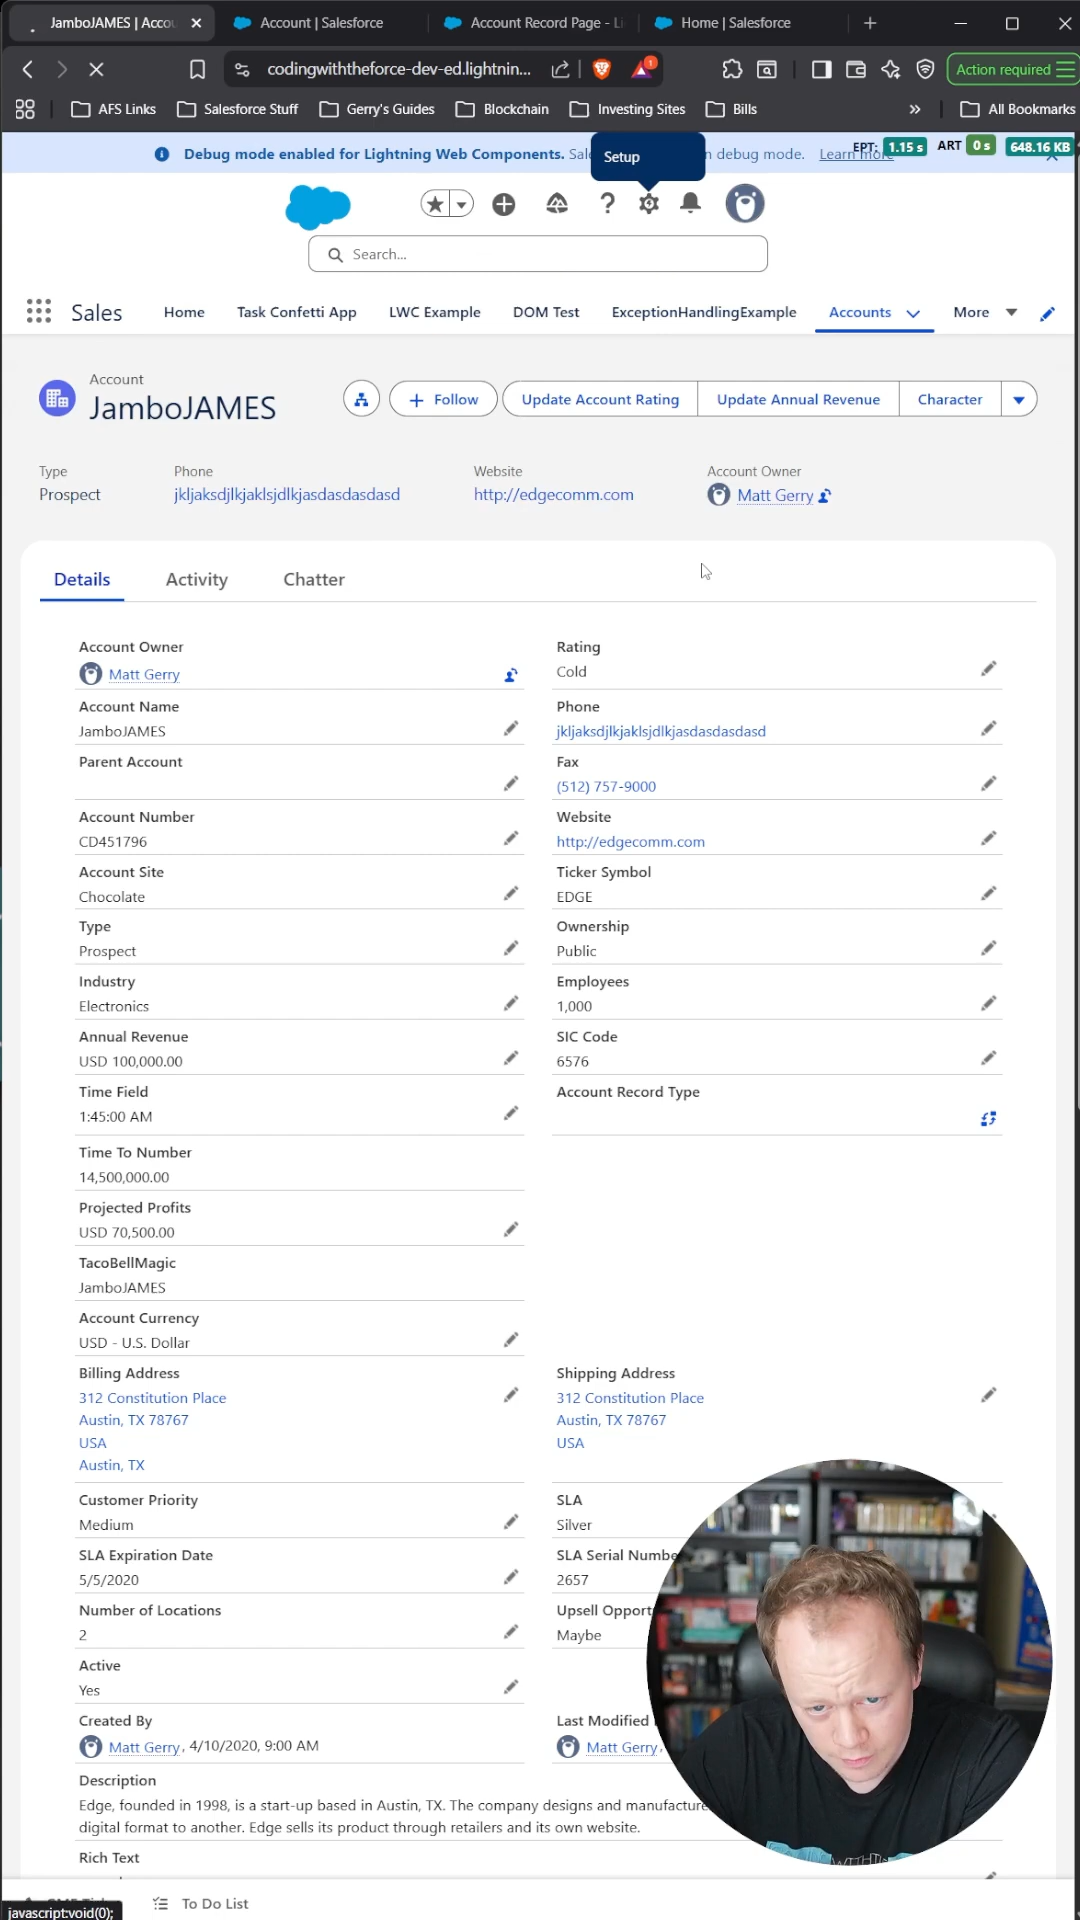 JamboJAMES | Accou
Account | Salesforce
Account Record Page - Li
Home | Salesforce
codingwiththeforce-dev-ed.lightnin...
1
Action required
AFS Links
Salesforce Stuff
Gerry's Guides
Blockchain
Investing Sites
Bills
»
All Bookmarks
Debug mode enabled for Lightning Web Components.
debug mode. Learn more
Setup
EPT: 1.15 s ART 0 s 648.16 KB
Search...
Sales
Home
Task Confetti App
LWC Example
DOM Test
ExceptionHandlingExample
Accounts
More
Account
JamboJAMES
Follow
Update Account Rating
Update Annual Revenue
Character
Type
Prospect
Phone
jkljaksdjlkjaklsjdlkjasdasdasdasd
Website
http://edgecomm.com
Account Owner
Matt Gerry
Details
Activity
Chatter
Account Owner
Matt Gerry
Rating
Cold
Account Name
JamboJAMES
Phone
jkljaksdjlkjaklsjdlkjasdasdasdasd
Parent Account
Fax
(512) 757-9000
Account Number
CD451796
Website
http://edgecomm.com
Account Site
Chocolate
Ticker Symbol
EDGE
Type
Prospect
Ownership
Public
Industry
Electronics
Employees
1,000
Annual Revenue
USD 100,000.00
SIC Code
6576
Time Field
1:45:00 AM
Account Record Type
Time To Number
14,500,000.00
Projected Profits
USD 70,500.00
TacoBellMagic
JamboJAMES
Account Currency
USD - U.S. Dollar
Billing Address
312 Constitution Place
Austin, TX 78767
USA
Austin, TX
Shipping Address
312 Constitution Place
Austin, TX 78767
USA
Customer Priority
Medium
SLA
Silver
SLA Expiration Date
5/5/2020
SLA Serial Numbe
2657
Number of Locations
2
Upsell Opport
Maybe
Active
Yes
Created By
Matt Gerry, 4/10/2020, 9:00 AM
Last Modified
Matt Gerry,
Description
Edge, founded in 1998, is a start-up based in Austin, TX. The company designs and manufacture
digital format to another. Edge sells its product through retailers and its own website.
Rich Text
To Do List
javascript:void(0);